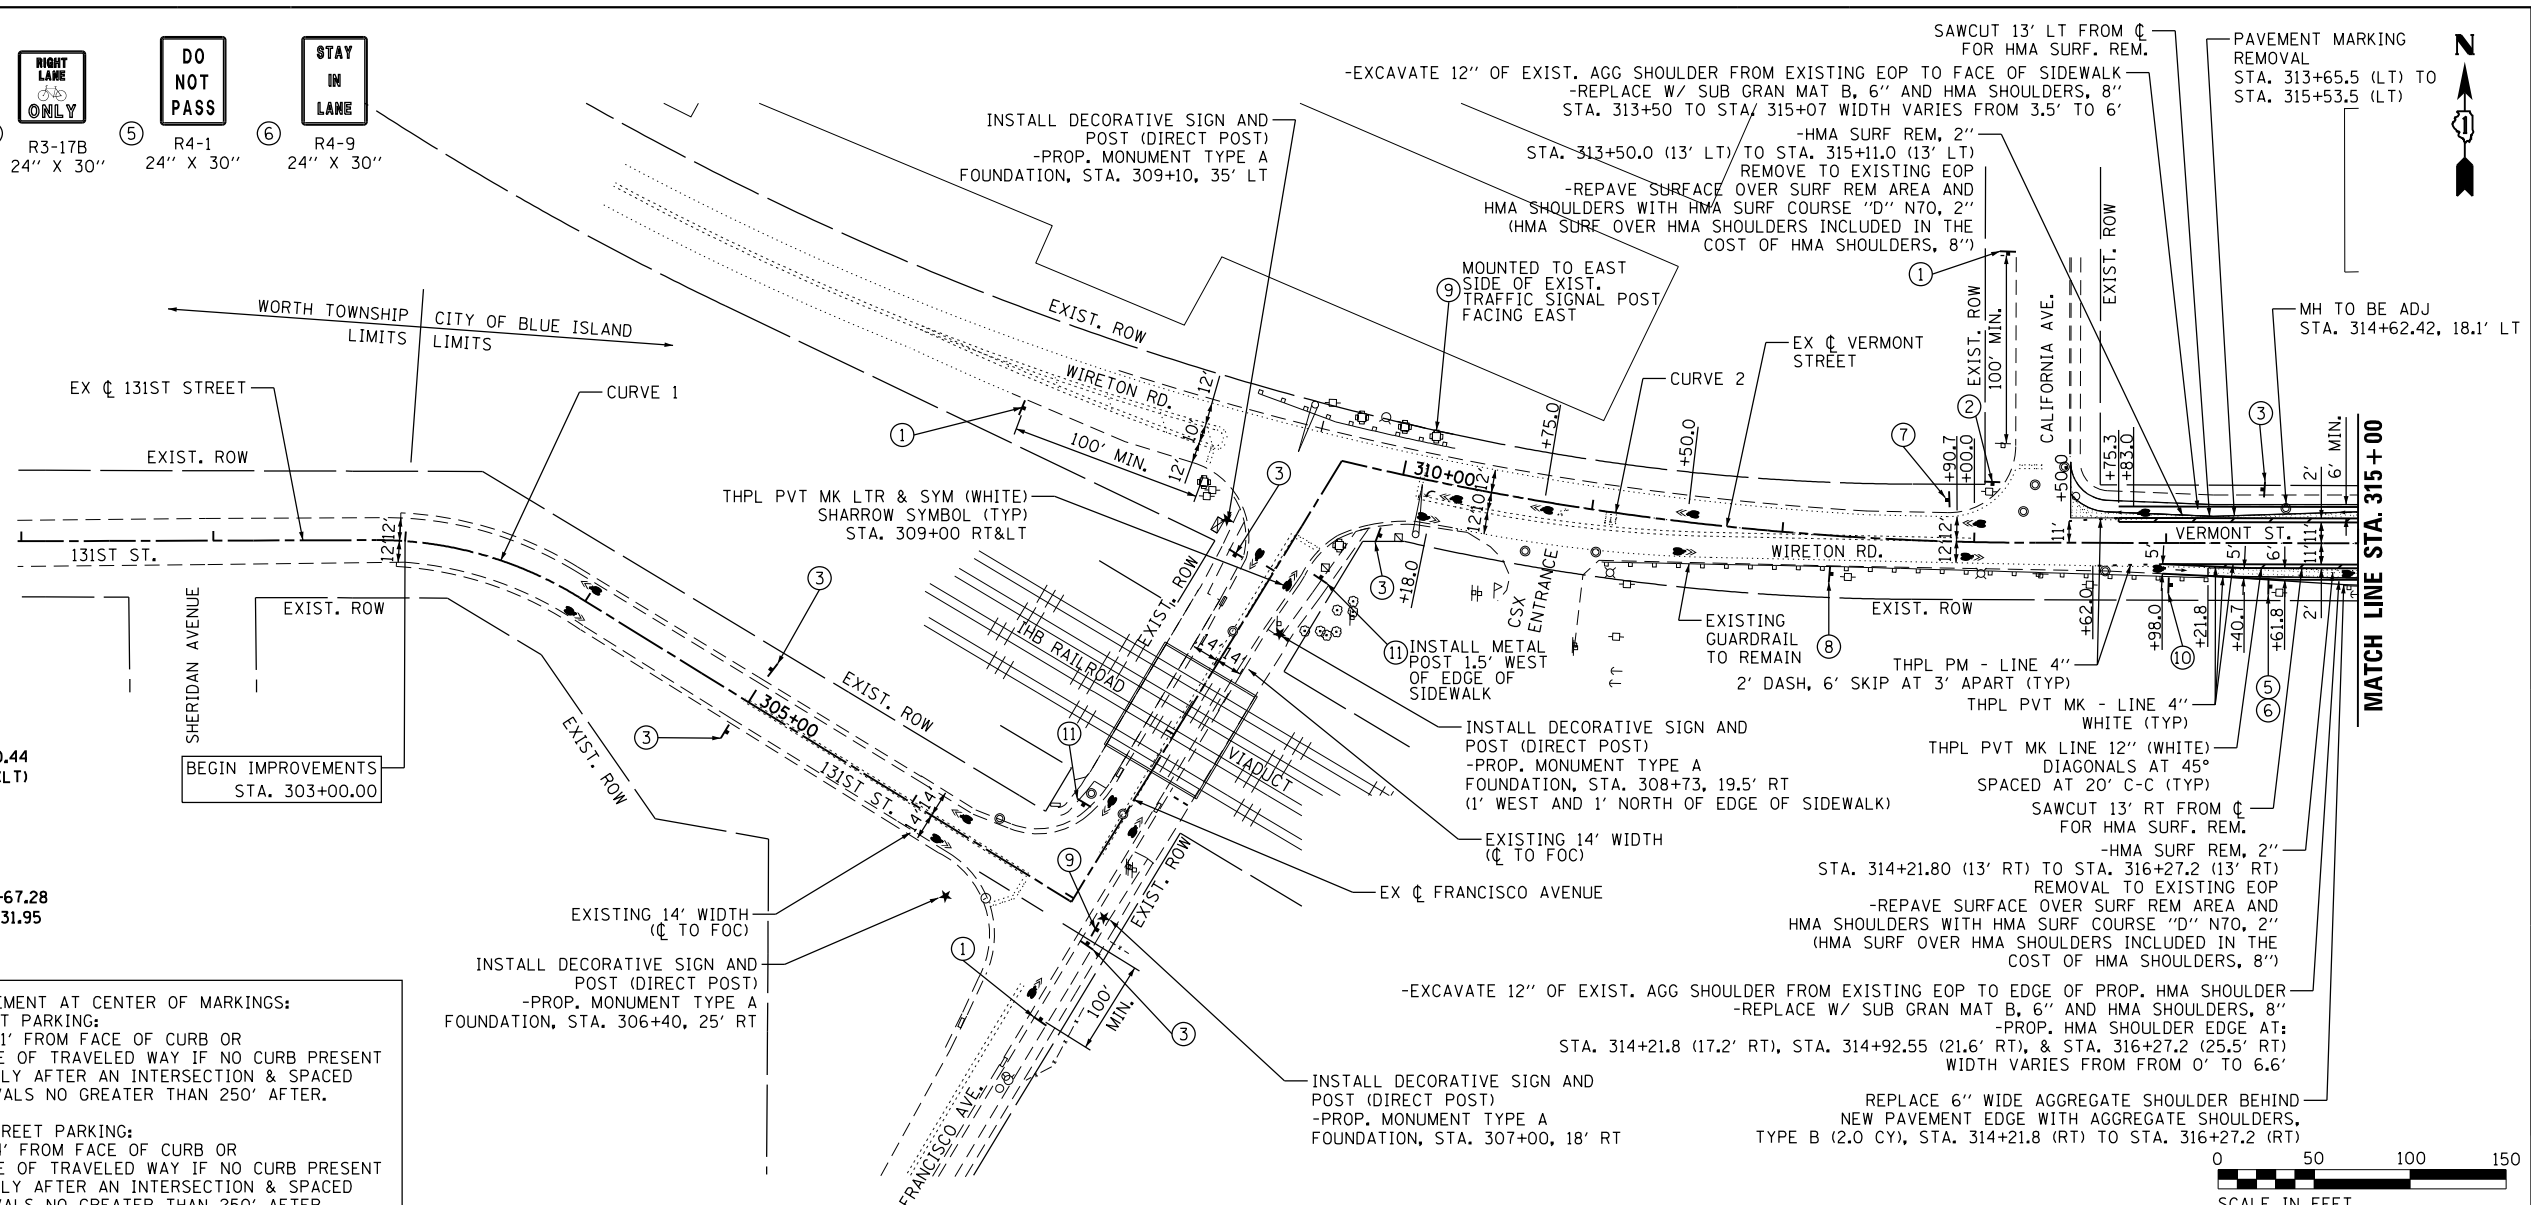 RIGHT
LANE
ONLY
R3-17B
24" X 30"
5
DO
NOT
PASS
R4-1
24" X 30"
6
STAY
IN
LANE
R4-9
24" X 30"
INSTALL DECORATIVE SIGN AND
POST (DIRECT POST)
-PROP. MONUMENT TYPE A
FOUNDATION, STA. 309+10, 35' LT
SAWCUT 13' LT FROM ℄
FOR HMA SURF. REM.
-EXCAVATE 12" OF EXIST. AGG SHOULDER FROM EXISTING EOP TO FACE OF SIDEWALK
-REPLACE W/ SUB GRAN MAT B, 6" AND HMA SHOULDERS, 8"
STA. 313+50 TO STA. 315+07 WIDTH VARIES FROM 3.5' TO 6'
-HMA SURF REM, 2"
STA. 313+50.0 (13' LT) TO STA. 315+11.0 (13' LT)
REMOVE TO EXISTING EOP
-REPAVE SURFACE OVER SURF REM AREA AND
HMA SHOULDERS WITH HMA SURF COURSE "D" N70, 2"
(HMA SURF OVER HMA SHOULDERS INCLUDED IN THE
COST OF HMA SHOULDERS, 8")
PAVEMENT MARKING
REMOVAL
STA. 313+65.5 (LT) TO
STA. 315+53.5 (LT)
N
1
MH TO BE ADJ
STA. 314+62.42, 18.1' LT
9
MOUNTED TO EAST
SIDE OF EXIST.
TRAFFIC SIGNAL POST
FACING EAST
EX ℄ VERMONT
STREET
CURVE 2
1
EXIST. ROW
100' MIN.
CALIFORNIA AVE.
EXIST. ROW
2
7
3
WORTH TOWNSHIP
LIMITS
CITY OF BLUE ISLAND
LIMITS
EX ℄ 131ST STREET
CURVE 1
EXIST. ROW
WIRETON RD.
12'
10'
12'
1
100' MIN.
EXIST. ROW
12'
12'
131ST ST.
SHERIDAN AVENUE
EXIST. ROW
THPL PVT MK LTR & SYM (WHITE)
SHARROW SYMBOL (TYP)
STA. 309+00 RT&LT
3
310+00
12'
10'
12'
+75.0
+50.0
+90.7
+00.0
+50.0
+75.3
+83.0
2'
6' MIN.
MATCH LINE STA. 315+00
VERMONT ST.
WIRETON RD.
12'
12'
11'
5'
5'
6'
11'
11'
2'
3
+18.0
CSX
ENTRANCE
EXISTING
GUARDRAIL
TO REMAIN
8
EXIST. ROW
+62.0
+98.0
10
+21.8
+40.7
+61.8
5
6
THPL PM - LINE 4"
2' DASH, 6' SKIP AT 3' APART (TYP)
THPL PVT MK - LINE 4"
WHITE (TYP)
THPL PVT MK LINE 12" (WHITE)
DIAGONALS AT 45°
SPACED AT 20' C-C (TYP)
SAWCUT 13' RT FROM ℄
FOR HMA SURF. REM.
-HMA SURF REM, 2"
STA. 314+21.80 (13' RT) TO STA. 316+27.2 (13' RT)
REMOVAL TO EXISTING EOP
-REPAVE SURFACE OVER SURF REM AREA AND
HMA SHOULDERS WITH HMA SURF COURSE "D" N70, 2"
(HMA SURF OVER HMA SHOULDERS INCLUDED IN THE
COST OF HMA SHOULDERS, 8")
-EXCAVATE 12" OF EXIST. AGG SHOULDER FROM EXISTING EOP TO EDGE OF PROP. HMA SHOULDER
-REPLACE W/ SUB GRAN MAT B, 6" AND HMA SHOULDERS, 8"
-PROP. HMA SHOULDER EDGE AT:
STA. 314+21.8 (17.2' RT), STA. 314+92.55 (21.6' RT), & STA. 316+27.2 (25.5' RT)
WIDTH VARIES FROM FROM 0' TO 6.6'
REPLACE 6" WIDE AGGREGATE SHOULDER BEHIND
NEW PAVEMENT EDGE WITH AGGREGATE SHOULDERS,
TYPE B (2.0 CY), STA. 314+21.8 (RT) TO STA. 316+27.2 (RT)
0 50 100 150
SCALE IN FEET
3
3
305+00
EXIST. ROW
EXIST. ROW
131ST ST.
BEGIN IMPROVEMENTS
STA. 303+00.00
IHB RAILROAD
VIADUCT
EXIST. ROW
14'
14'
11
INSTALL METAL
POST 1.5' WEST
OF EDGE OF
SIDEWALK
11
INSTALL DECORATIVE SIGN AND
POST (DIRECT POST)
-PROP. MONUMENT TYPE A
FOUNDATION, STA. 308+73, 19.5' RT
(1' WEST AND 1' NORTH OF EDGE OF SIDEWALK)
EXISTING 14' WIDTH
(℄ TO FOC)
EX ℄ FRANCISCO AVENUE
EXISTING 14' WIDTH
(℄ TO FOC)
9
EXIST. ROW
1
INSTALL DECORATIVE SIGN AND
POST (DIRECT POST)
-PROP. MONUMENT TYPE A
FOUNDATION, STA. 306+40, 25' RT
100'
MIN.
3
FRANCISCO AVE.
INSTALL DECORATIVE SIGN AND
POST (DIRECT POST)
-PROP. MONUMENT TYPE A
FOUNDATION, STA. 307+00, 18' RT
0.44
LT)
67.28
31.95
EMENT AT CENTER OF MARKINGS:
T PARKING:
1' FROM FACE OF CURB OR
E OF TRAVELED WAY IF NO CURB PRESENT
LY AFTER AN INTERSECTION & SPACED
VALS NO GREATER THAN 250' AFTER.
REET PARKING:
' FROM FACE OF CURB OR
E OF TRAVELED WAY IF NO CURB PRESENT
LY AFTER AN INTERSECTION & SPACED
VALS NO GREATER THAN 250' AFTER